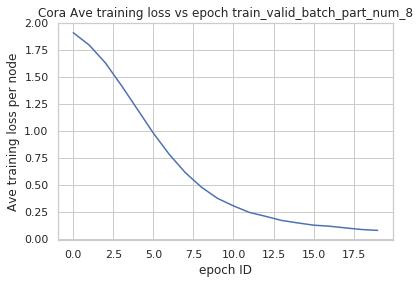 Cora Ave training loss vs epoch train_valid_batch_part_num_8
2.00
1.75
1.50
1.25
1.00
0.75
0.50
0.25
0.00
Ave training loss per node
0.0 2.5 5.0 7.5 10.0 12.5 15.0 17.5
epoch ID